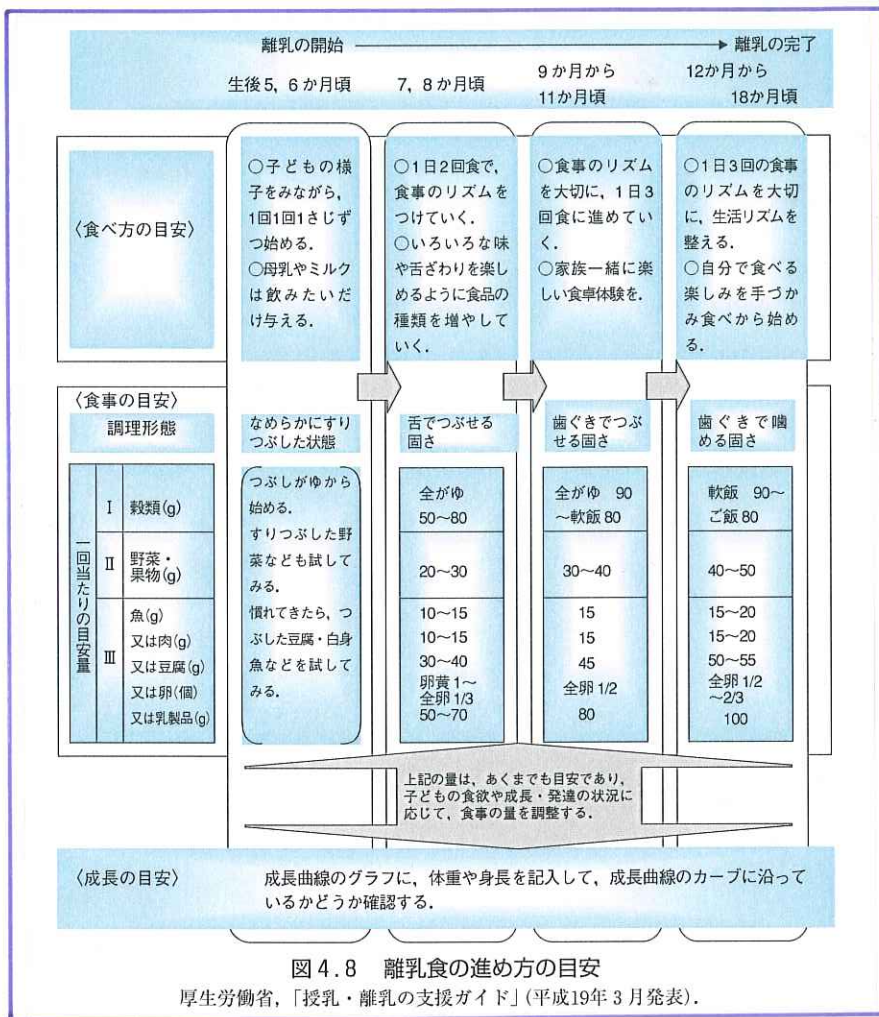 離乳の開始 → 離乳の完了
生後5，6か月頃
7，8か月頃
9か月から
11か月頃
12か月から
18か月頃
〈食べ方の目安〉
○子どもの様
子をみながら，
1回1回1さじず
つ始める．
○母乳やミルク
は飲みたいだ
け与える．
○1日2回食で，
食事のリズムを
つけていく．
○いろいろな味
や舌ざわりを楽し
めるように食品の
種類を増やして
いく．
○食事のリズム
を大切に，1日3
回食に進めてい
く．
○家族一緒に楽
しい食卓体験を．
○1日3回の食事
のリズムを大切
に，生活リズムを
整える．
○自分で食べる
楽しみを手づか
み食べから始め
る．
〈食事の目安〉
調理形態
なめらかにすり
つぶした状態
舌でつぶせる
固さ
歯ぐきでつぶ
せる固さ
歯ぐきで噛
める固さ
一回当たりの目安量
I 穀類(g)
つぶしがゆから
始める．
すりつぶした野
菜なども試して
みる．
慣れてきたら，つ
ぶした豆腐・白身
魚などを試して
みる．
全がゆ
50〜80
全がゆ 90
〜軟飯 80
軟飯 90〜
ご飯 80
II 野菜・
果物(g)
20〜30
30〜40
40〜50
III
魚(g)
又は肉(g)
又は豆腐(g)
又は卵(個)
又は乳製品(g)
10〜15
10〜15
30〜40
卵黄 1〜
全卵 1/3
50〜70
15
15
45
全卵 1/2
80
15〜20
15〜20
50〜55
全卵 1/2
〜2/3
100
上記の量は，あくまでも目安であり，
子どもの食欲や成長・発達の状況に
応じて，食事の量を調整する．
〈成長の目安〉
成長曲線のグラフに，体重や身長を記入して，成長曲線のカーブに沿って
いるかどうか確認する．
図4.8 離乳食の進め方の目安
厚生労働省，「授乳・離乳の支援ガイド」(平成19年3月発表)．